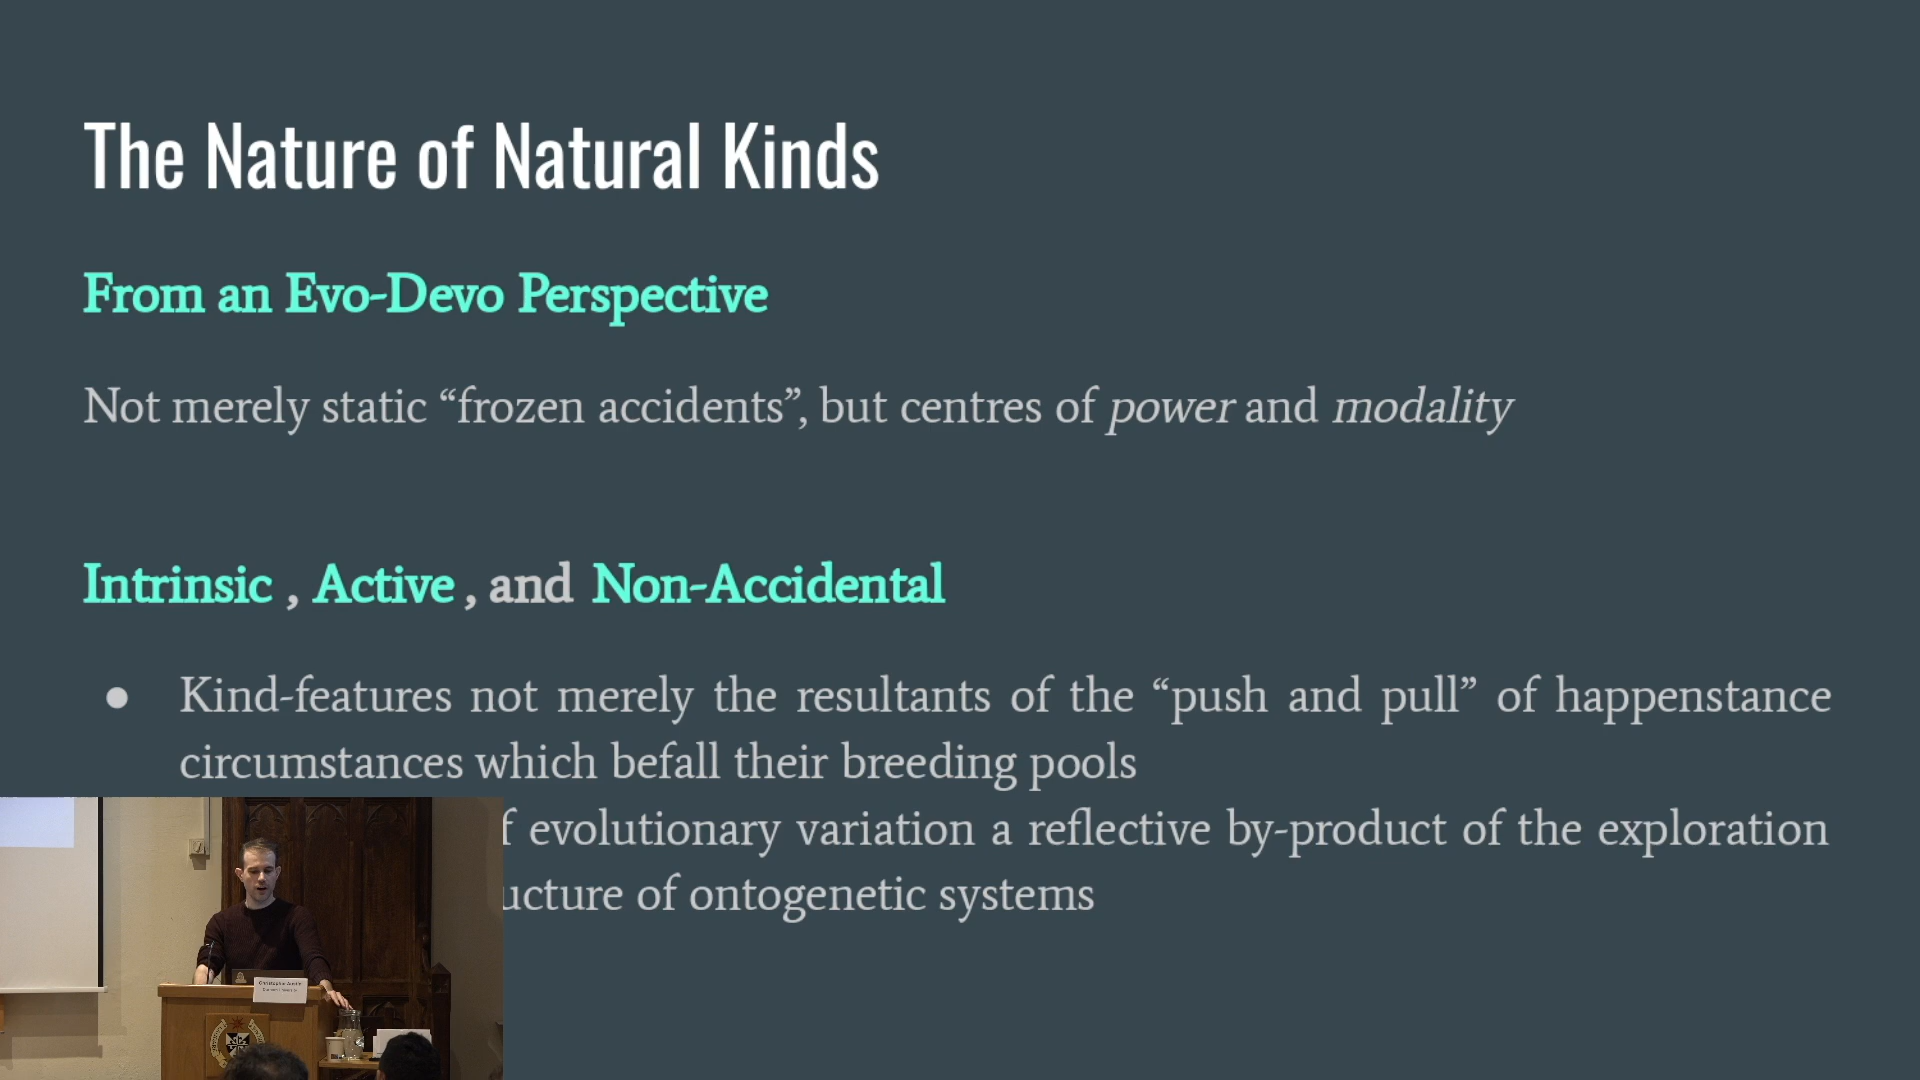 The Nature of Natural Kinds
From an Evo-Devo Perspective
Not merely static “frozen accidents”, but centres of power and modality
Intrinsic , Active , and Non-Accidental
● Kind-features not merely the resultants of the “push and pull” of happenstance
circumstances which befall their breeding pools
f evolutionary variation a reflective by-product of the exploration
ucture of ontogenetic systems
Christopher Austin